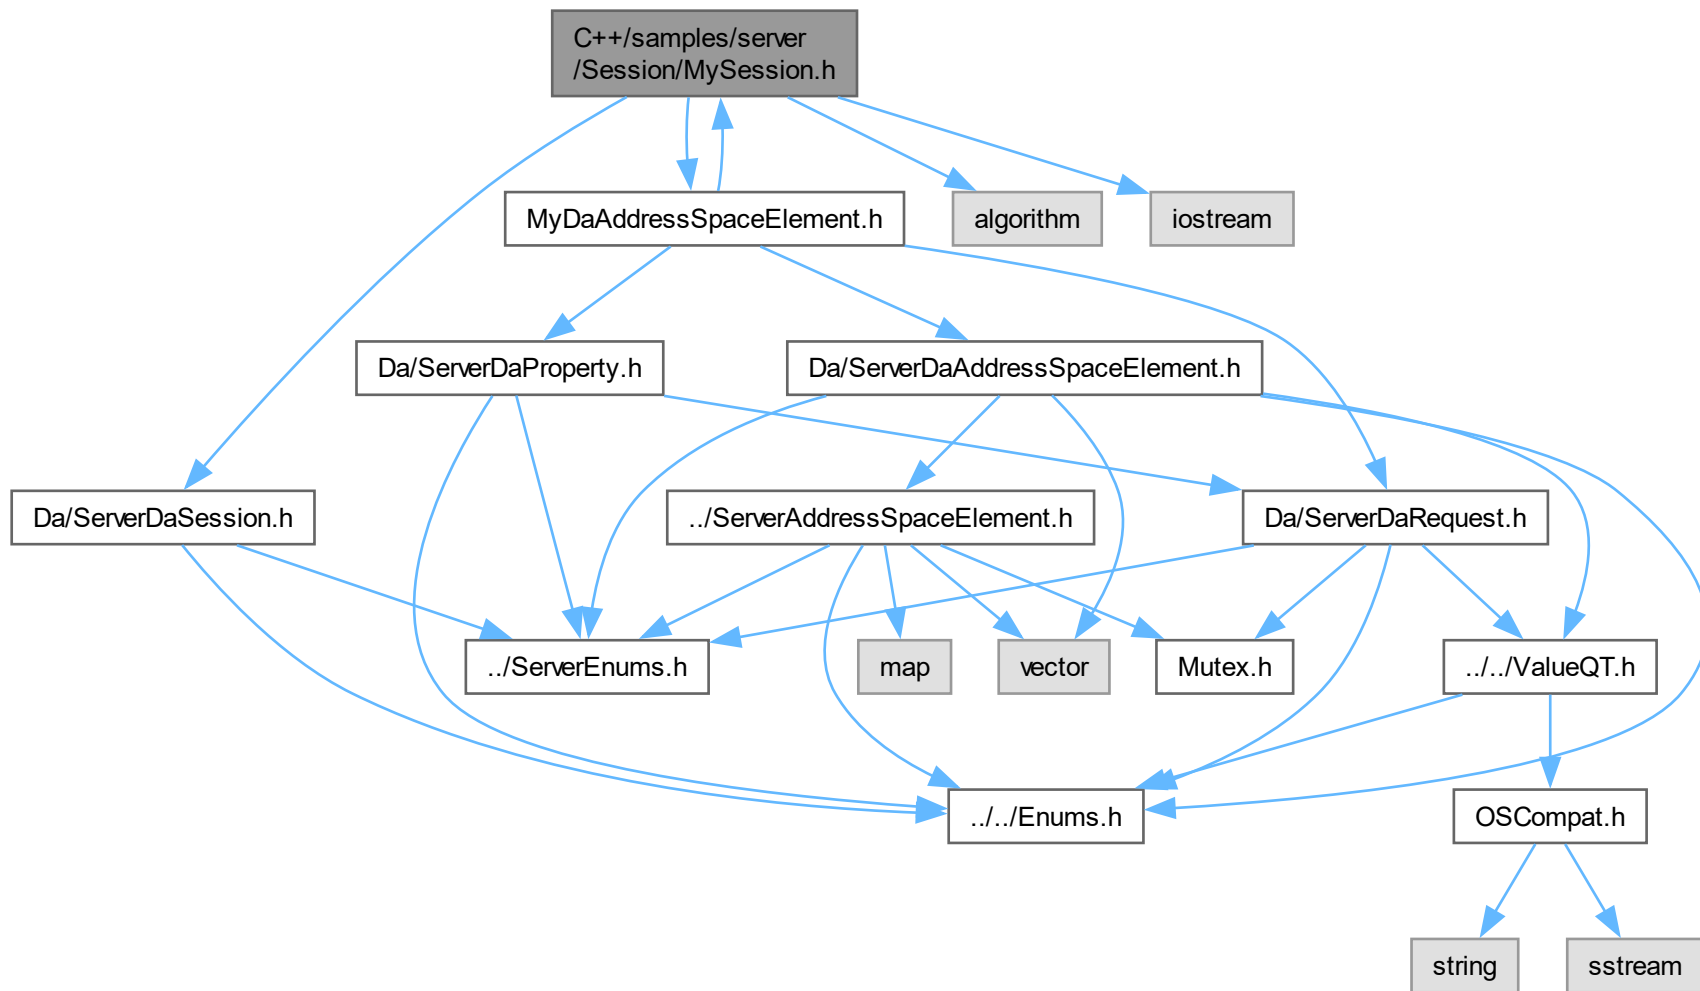 C++/samples/server
/Session/MySession.h
MyDaAddressSpaceElement.h
algorithm
iostream
Da/ServerDaProperty.h
Da/ServerDaAddressSpaceElement.h
Da/ServerDaSession.h
../ServerAddressSpaceElement.h
Da/ServerDaRequest.h
../ServerEnums.h
map
vector
Mutex.h
../../ValueQT.h
../../Enums.h
OSCompat.h
string
sstream